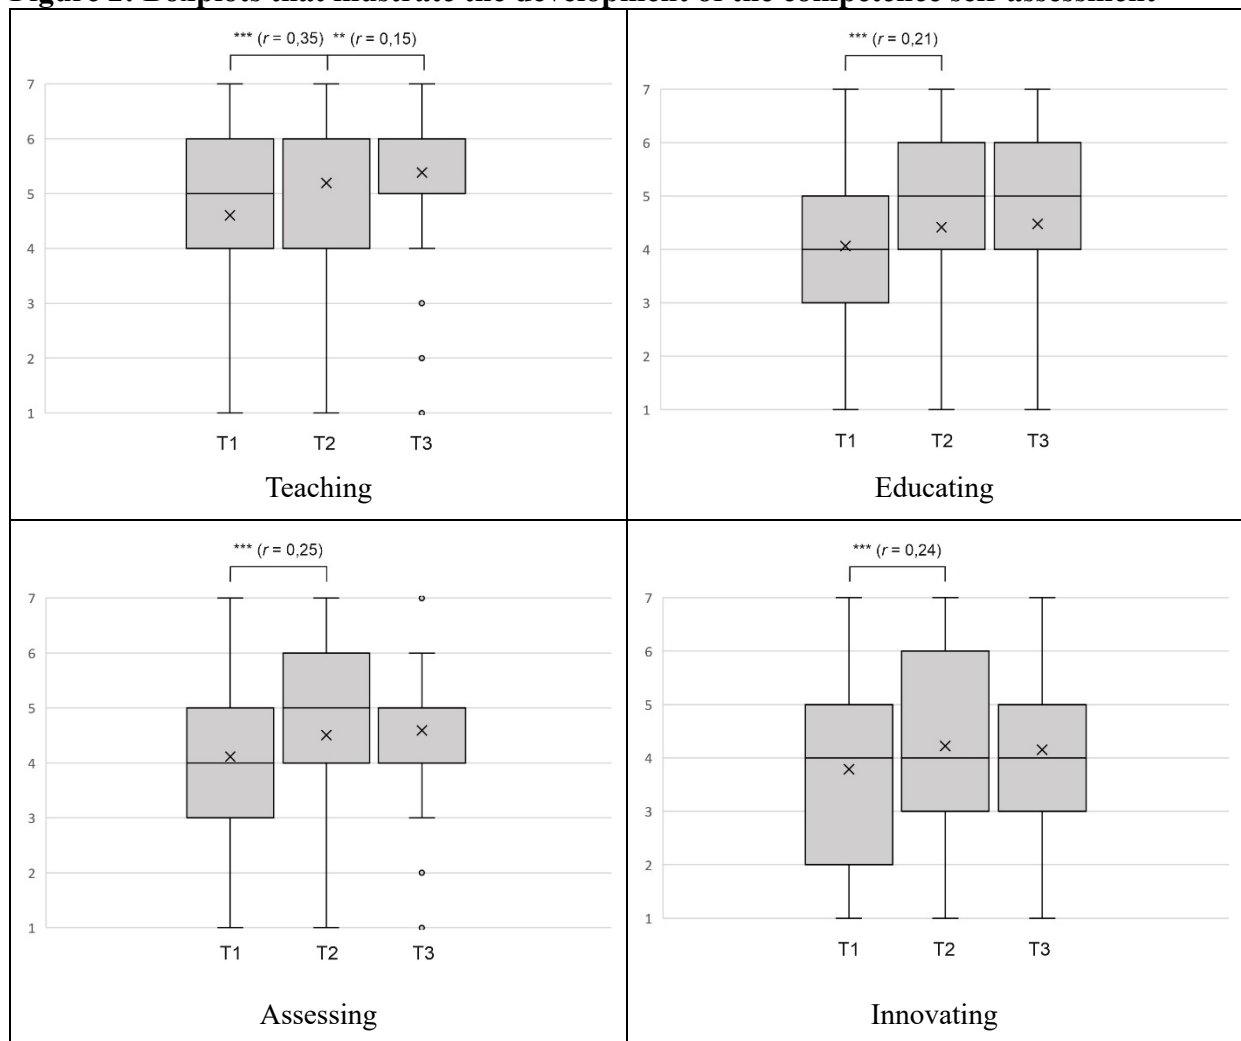 Figure 2: Boxplots that illustrate the development of the competence self-assessment
*** (r = 0,35) ** (r = 0,15)
7
6
5
4
3
2
1
T1 T2 T3
Teaching
*** (r = 0,21)
7
6
5
4
3
2
1
T1 T2 T3
Educating
*** (r = 0,25)
7
6
5
4
3
2
1
T1 T2 T3
Assessing
*** (r = 0,24)
7
6
5
4
3
2
1
T1 T2 T3
Innovating